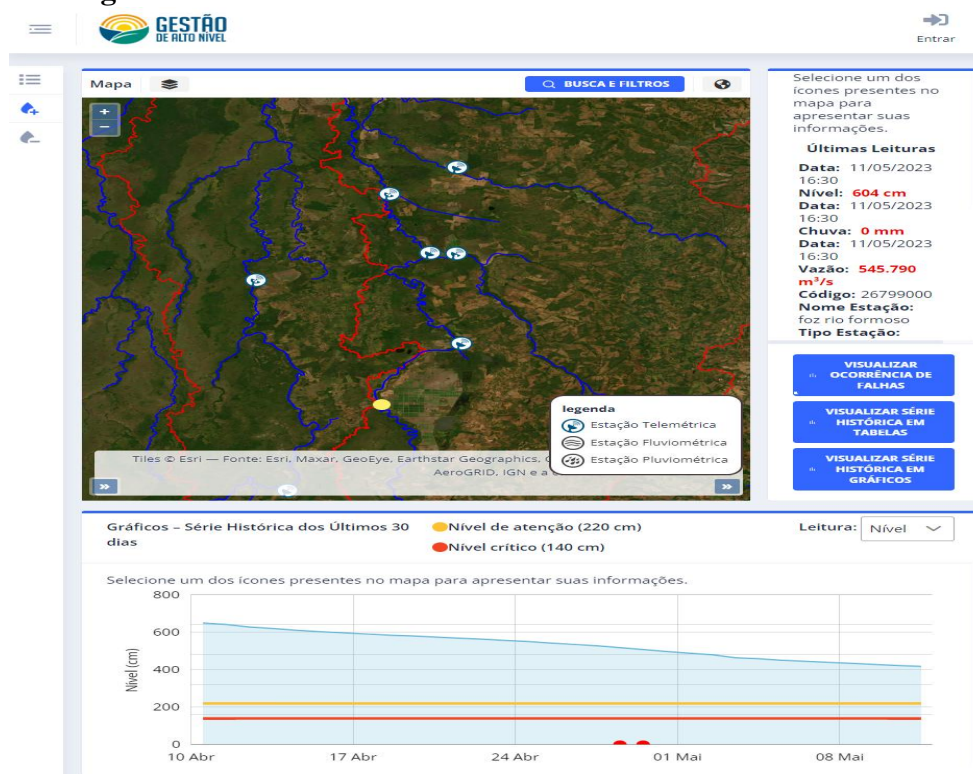 GESTÃO
DE ALTO NÍVEL
Entrar
Mapa
BUSCA E FILTROS
+
−
legenda
Estação Telemétrica
Estação Fluviométrica
Estação Pluviométrica
Tiles © Esri — Fonte: Esri, Maxar, GeoEye, Earthstar Geographics,
AeroGRID, IGN e a
»
»
Selecione um dos
ícones presentes no
mapa para
apresentar suas
informações.
Últimas Leituras
Data: 11/05/2023
16:30
Nível: 604 cm
Data: 11/05/2023
16:30
Chuva: 0 mm
Data: 11/05/2023
16:30
Vazão: 545.790
m³/s
Código: 26799000
Nome Estação:
foz rio formoso
Tipo Estação:
VISUALIZAR
OCORRÊNCIA DE
FALHAS
VISUALIZAR SÉRIE
HISTÓRICA EM
TABELAS
VISUALIZAR SÉRIE
HISTÓRICA EM
GRÁFICOS
Gráficos – Série Histórica dos Últimos 30
dias
Nível de atenção (220 cm)
Nível crítico (140 cm)
Leitura: Nível
Selecione um dos ícones presentes no mapa para apresentar suas informações.
Nível (cm)
800
600
400
200
0
10 Abr 17 Abr 24 Abr 01 Mai 08 Mai